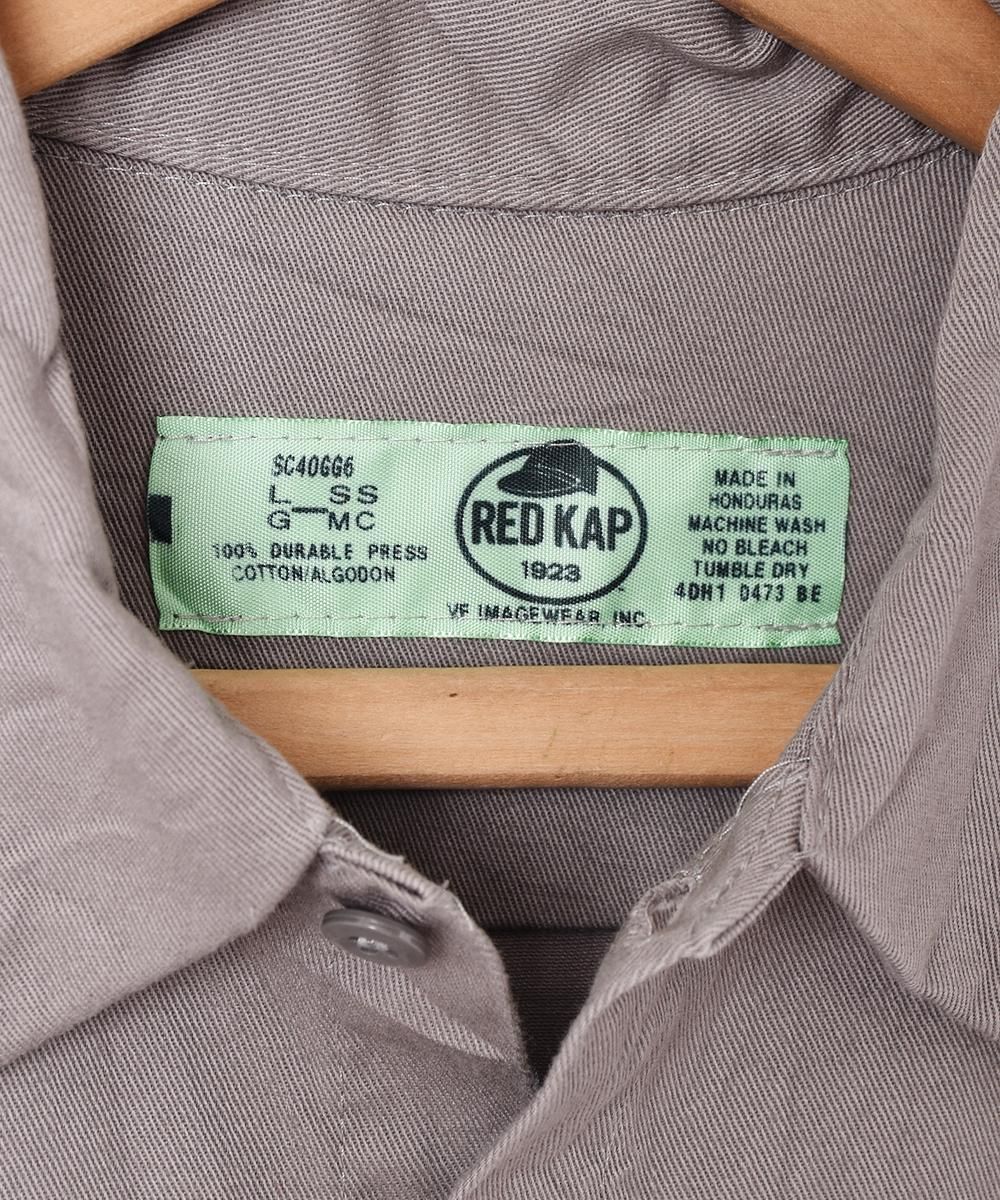 SC40GG6
L — SS
G — MC
100% DURABLE PRESS
COTTON/ALGODON
RED KAP
1923
VF IMAGEWEAR, INC.
MADE IN
HONDURAS
MACHINE WASH
NO BLEACH
TUMBLE DRY
4DH1 0473 BE